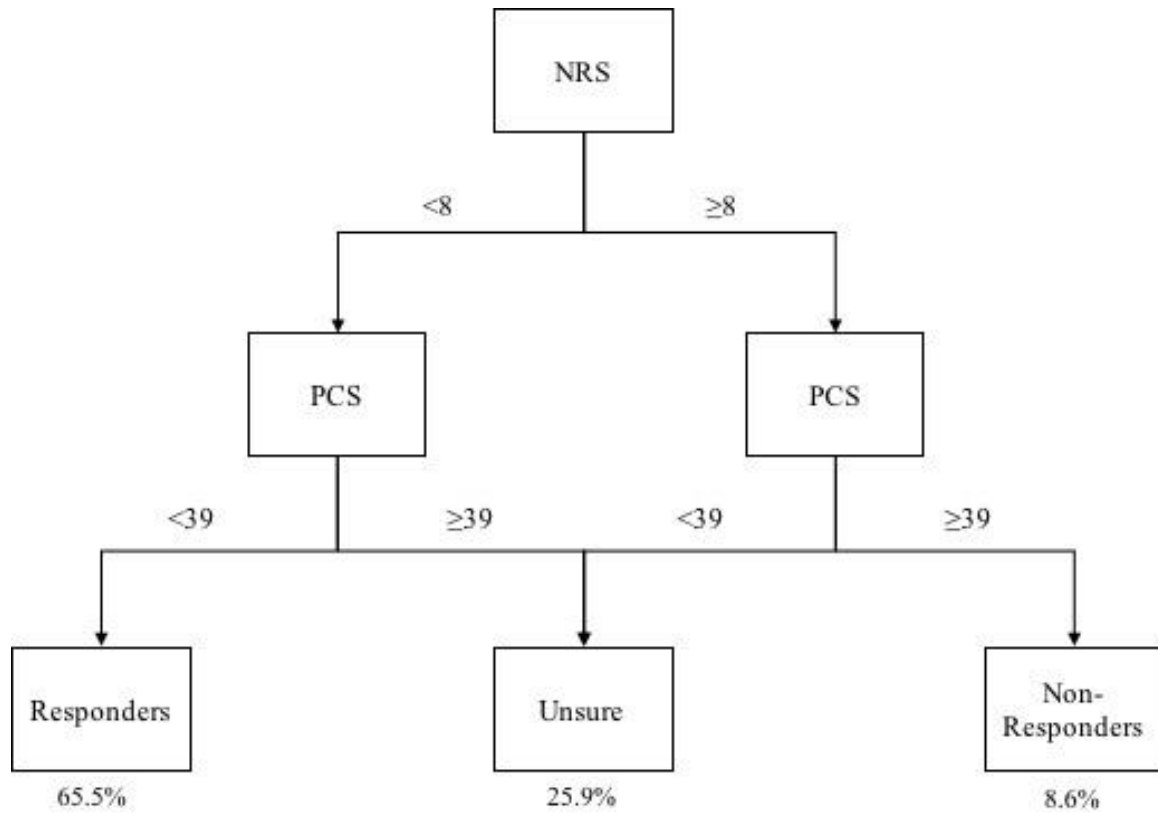 NRS
<8
≥8
PCS
PCS
<39
≥39
<39
≥39
Responders
Unsure
Non-
Responders
65.5%
25.9%
8.6%